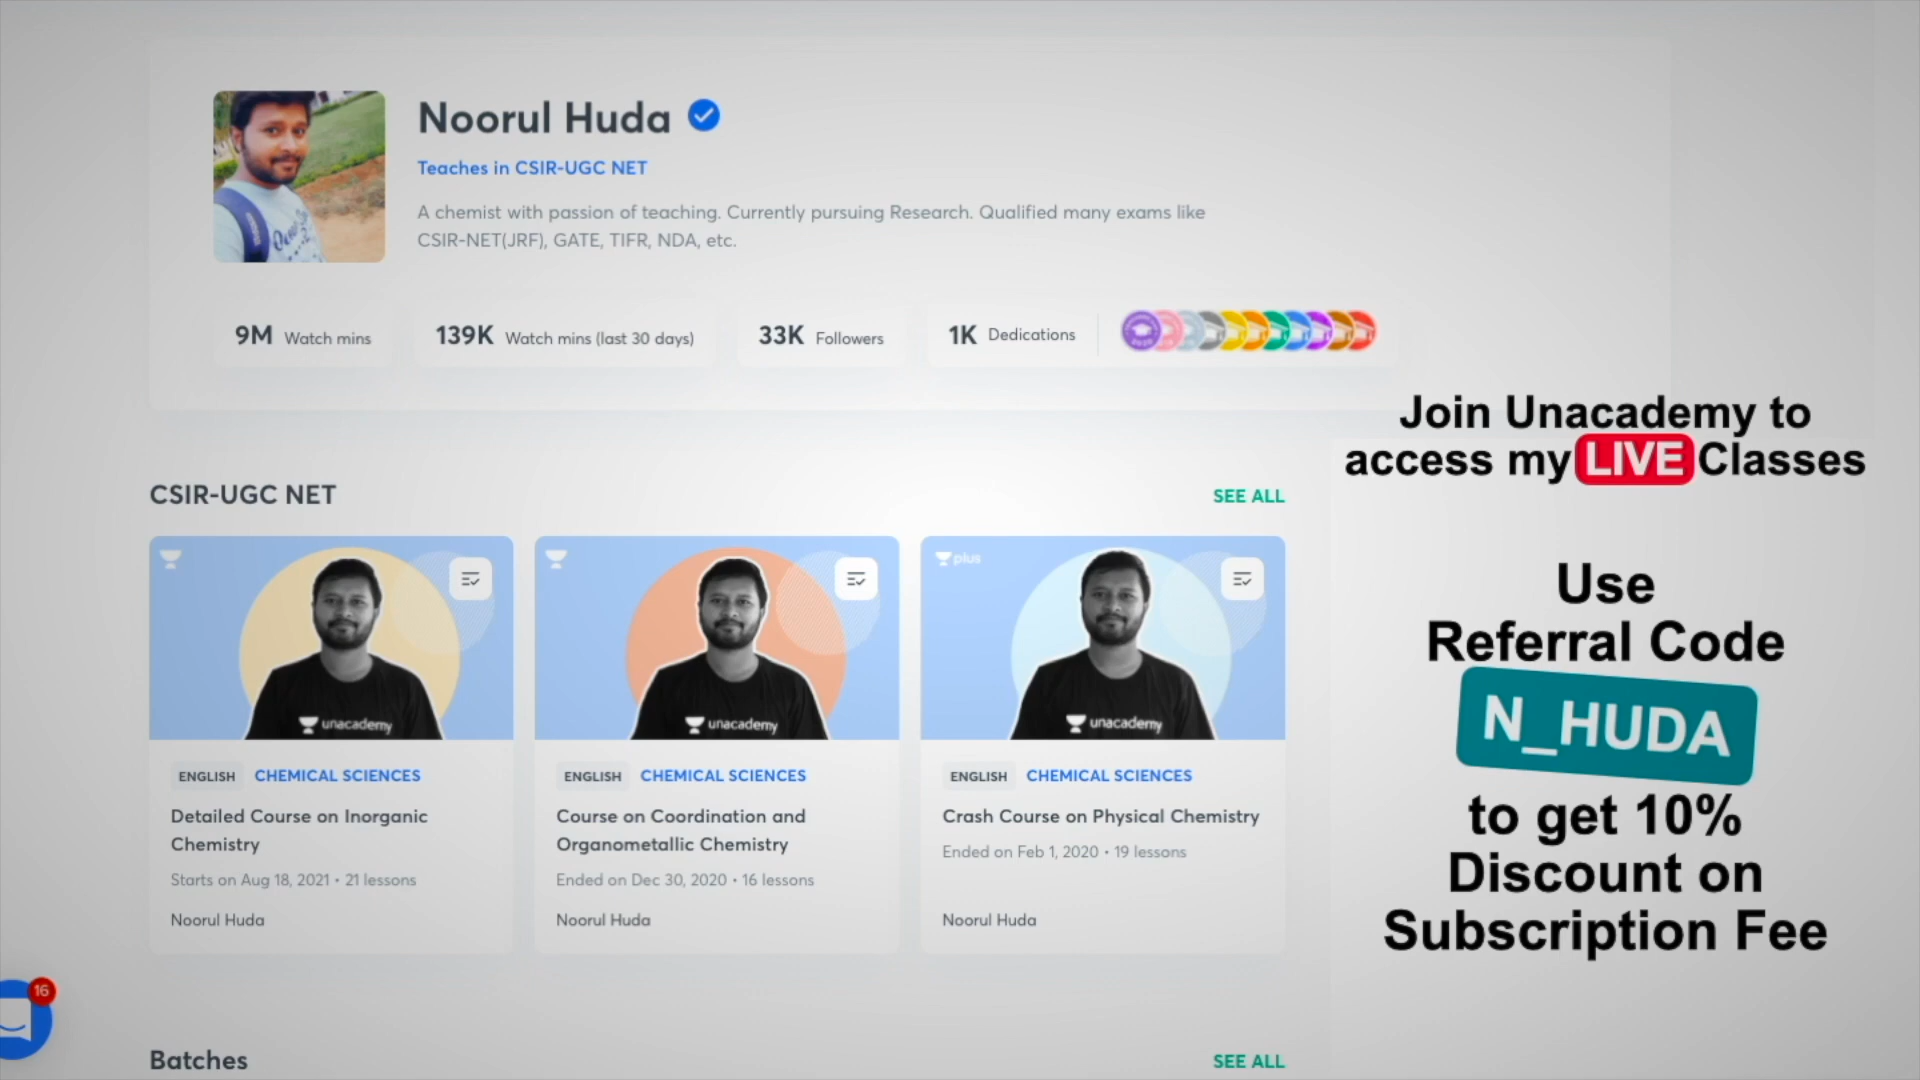 Noorul Huda
Teaches in CSIR-UGC NET
A chemist with passion of teaching. Currently pursuing Research. Qualified many exams like
CSIR-NET(JRF), GATE, TIFR, NDA, etc.
9M Watch mins
139K Watch mins (last 30 days)
33K Followers
1K Dedications
Join Unacademy to
access my LIVE Classes
Use
Referral Code
N_HUDA
to get 10%
Discount on
Subscription Fee
CSIR-UGC NET
SEE ALL
unacademy
ENGLISH CHEMICAL SCIENCES
Detailed Course on Inorganic
Chemistry
Starts on Aug 18, 2021 • 21 lessons
Noorul Huda
unacademy
ENGLISH CHEMICAL SCIENCES
Course on Coordination and
Organometallic Chemistry
Ended on Dec 30, 2020 • 16 lessons
Noorul Huda
plus
unacademy
ENGLISH CHEMICAL SCIENCES
Crash Course on Physical Chemistry
Ended on Feb 1, 2020 • 19 lessons
Noorul Huda
16
Batches
SEE ALL